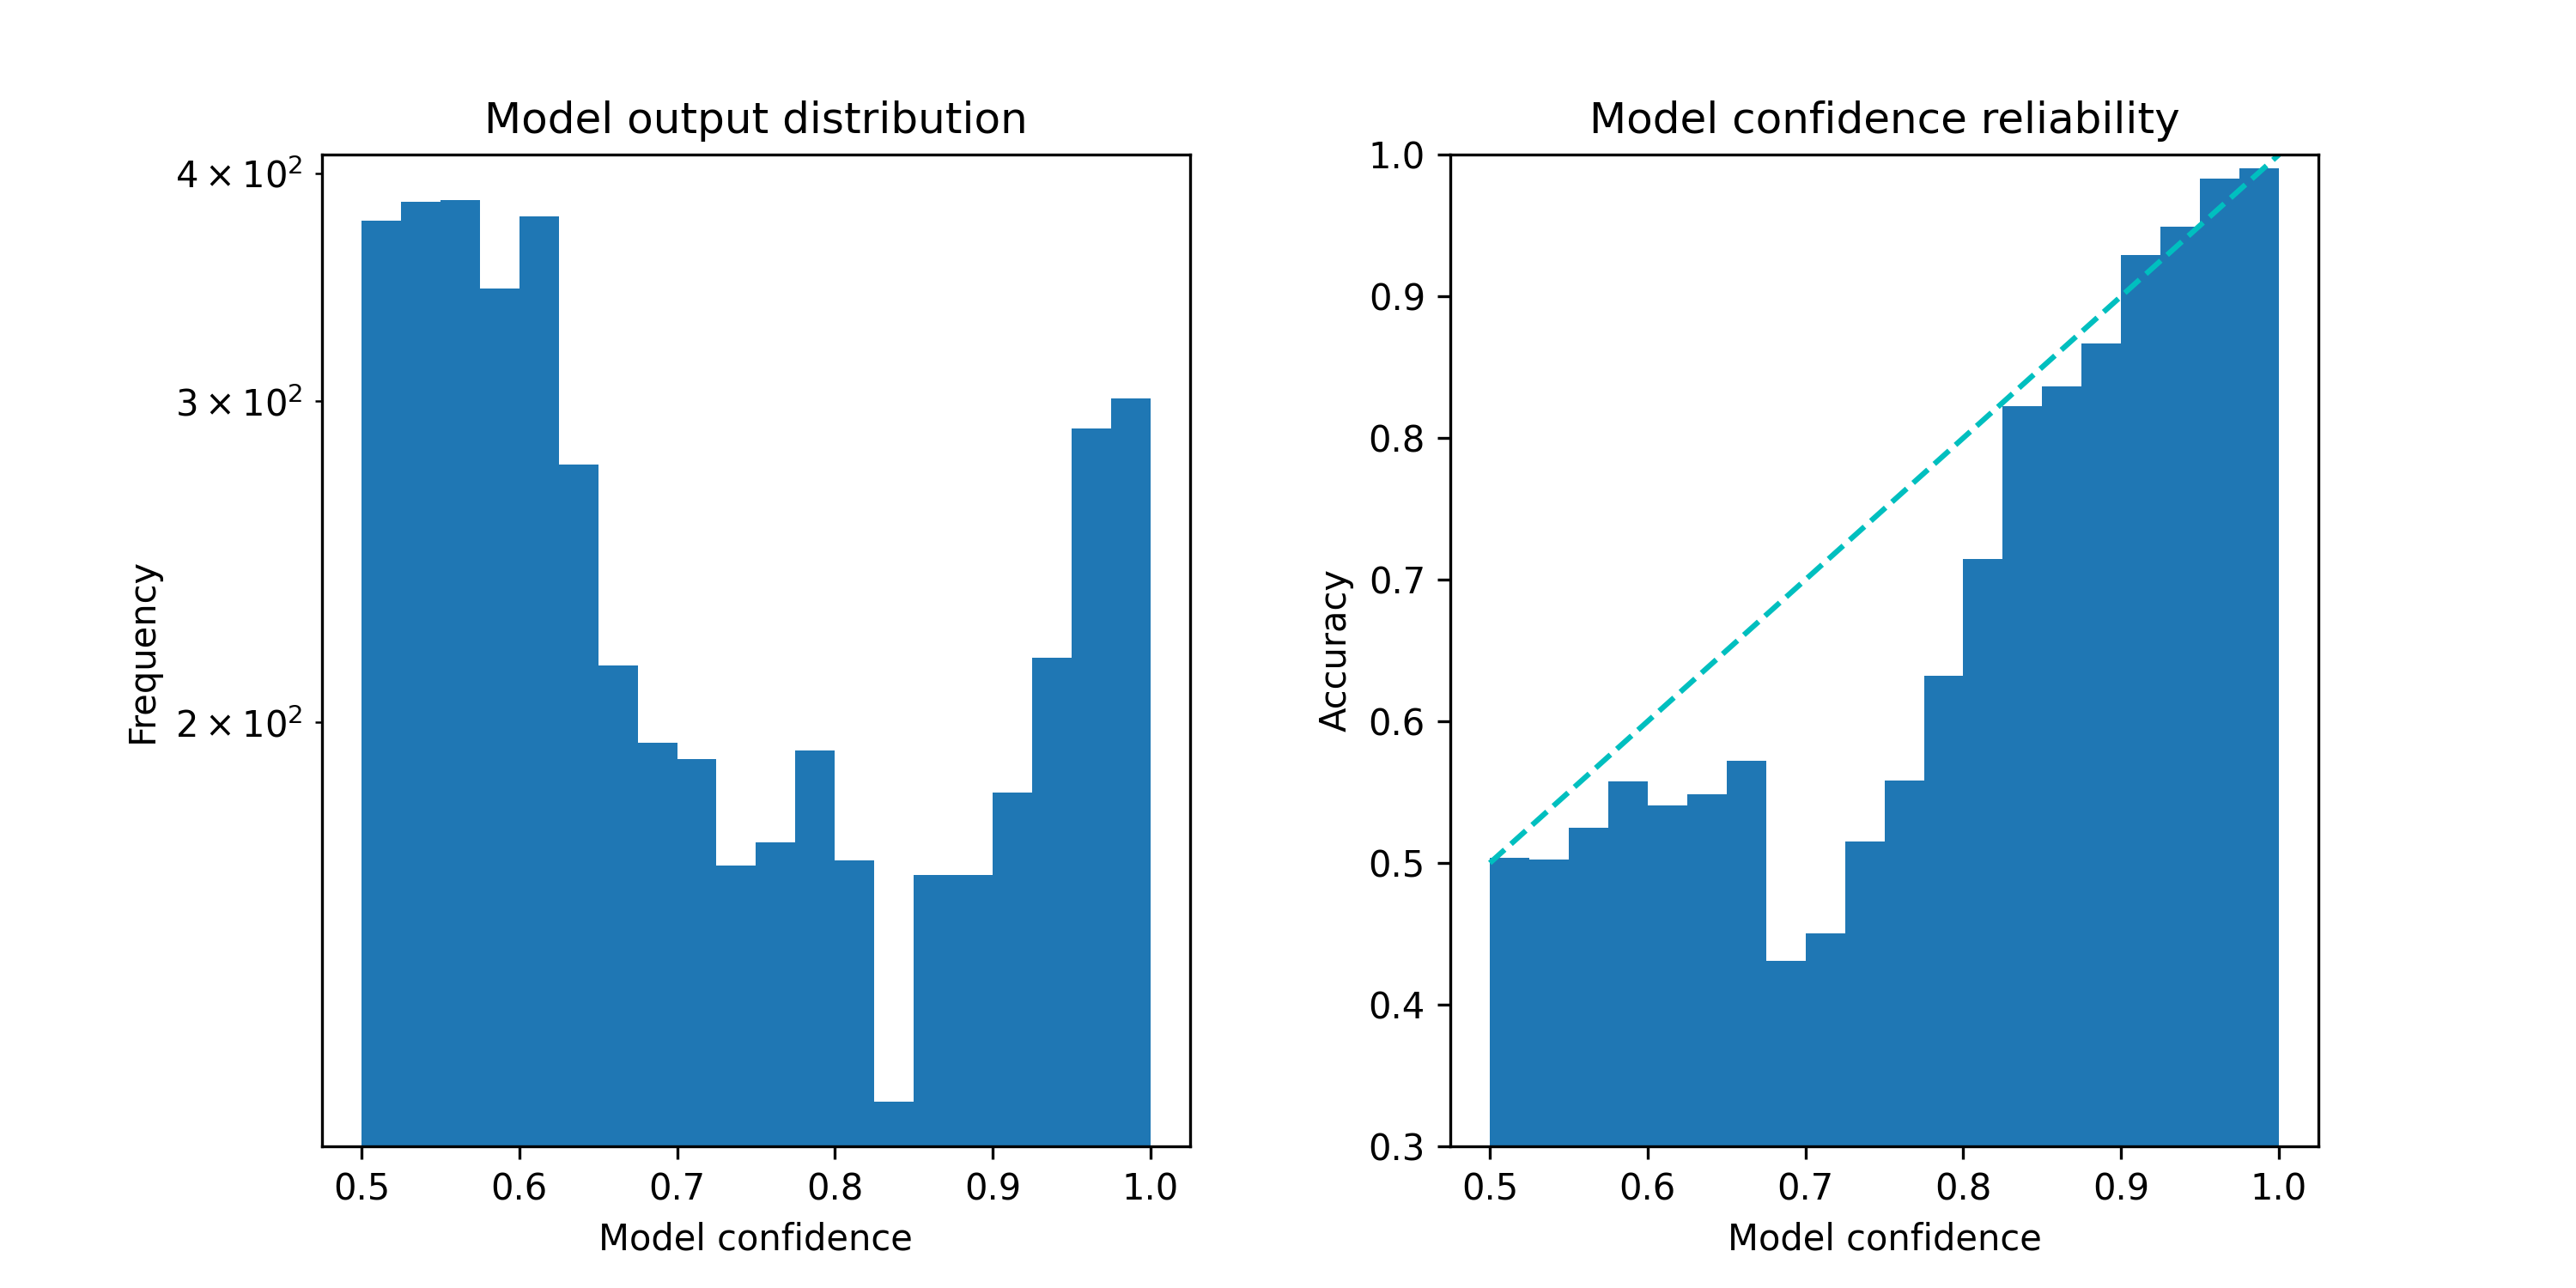 Model output distribution
4 × 10²
3 × 10²
2 × 10²
Frequency
0.5 0.6 0.7 0.8 0.9 1.0
Model confidence
Model confidence reliability
1.0
0.9
0.8
0.7
0.6
0.5
0.4
0.3
Accuracy
0.5 0.6 0.7 0.8 0.9 1.0
Model confidence